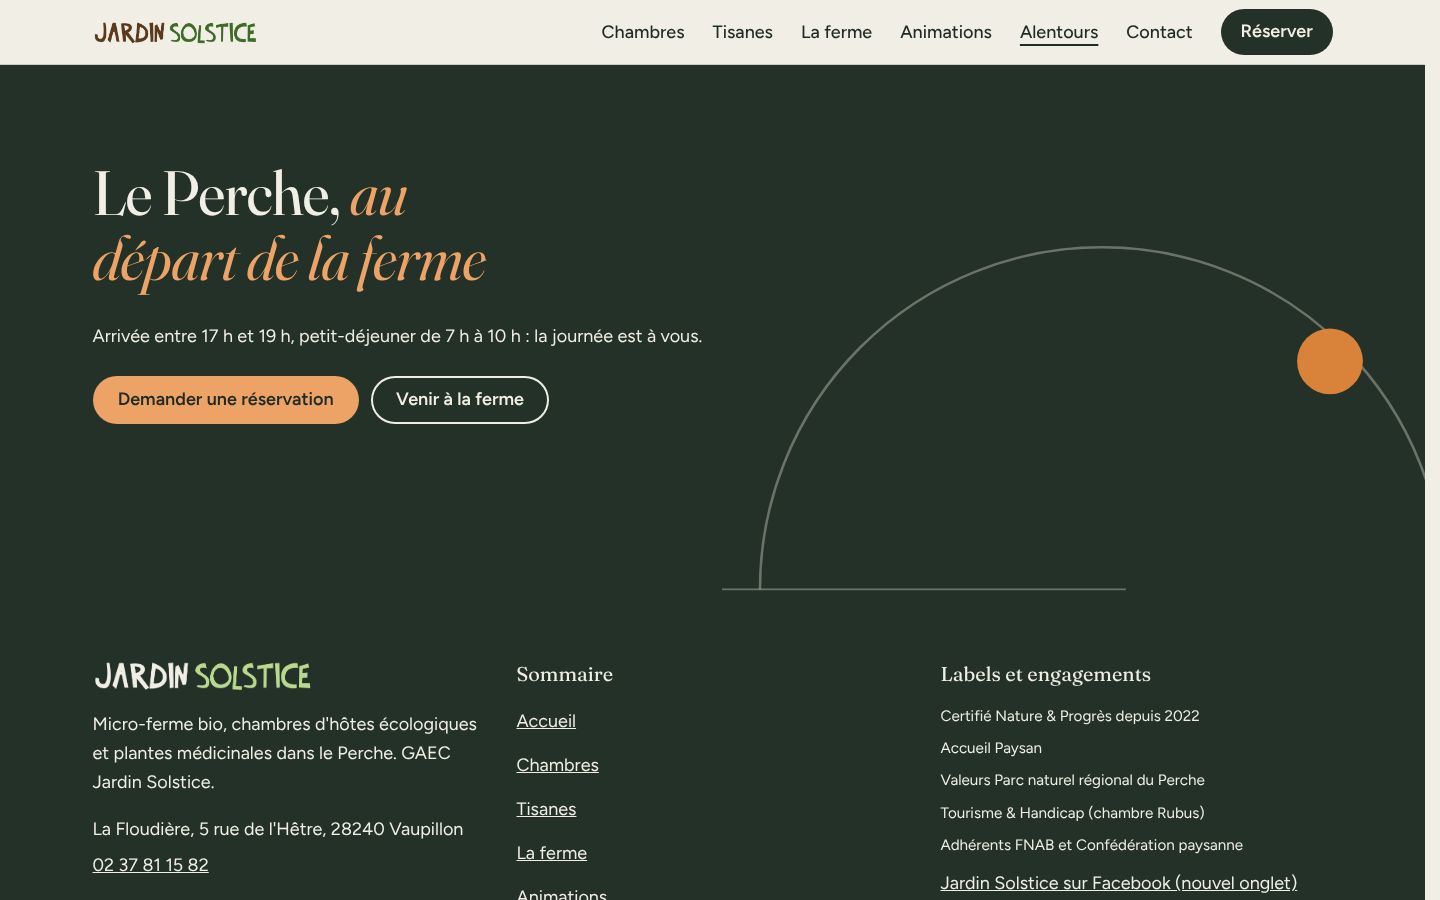 JARDIN SOLSTICE
Chambres
Tisanes
La ferme
Animations
Alentours
Contact
Réserver
Le Perche, au
départ de la ferme
Arrivée entre 17 h et 19 h, petit-déjeuner de 7 h à 10 h : la journée est à vous.
Demander une réservation
Venir à la ferme
JARDIN SOLSTICE
Micro-ferme bio, chambres d'hôtes écologiques
et plantes médicinales dans le Perche. GAEC
Jardin Solstice.
La Floudière, 5 rue de l'Hêtre, 28240 Vaupillon
02 37 81 15 82
Sommaire
Accueil
Chambres
Tisanes
La ferme
Animations
Labels et engagements
Certifié Nature & Progrès depuis 2022
Accueil Paysan
Valeurs Parc naturel régional du Perche
Tourisme & Handicap (chambre Rubus)
Adhérents FNAB et Confédération paysanne
Jardin Solstice sur Facebook (nouvel onglet)